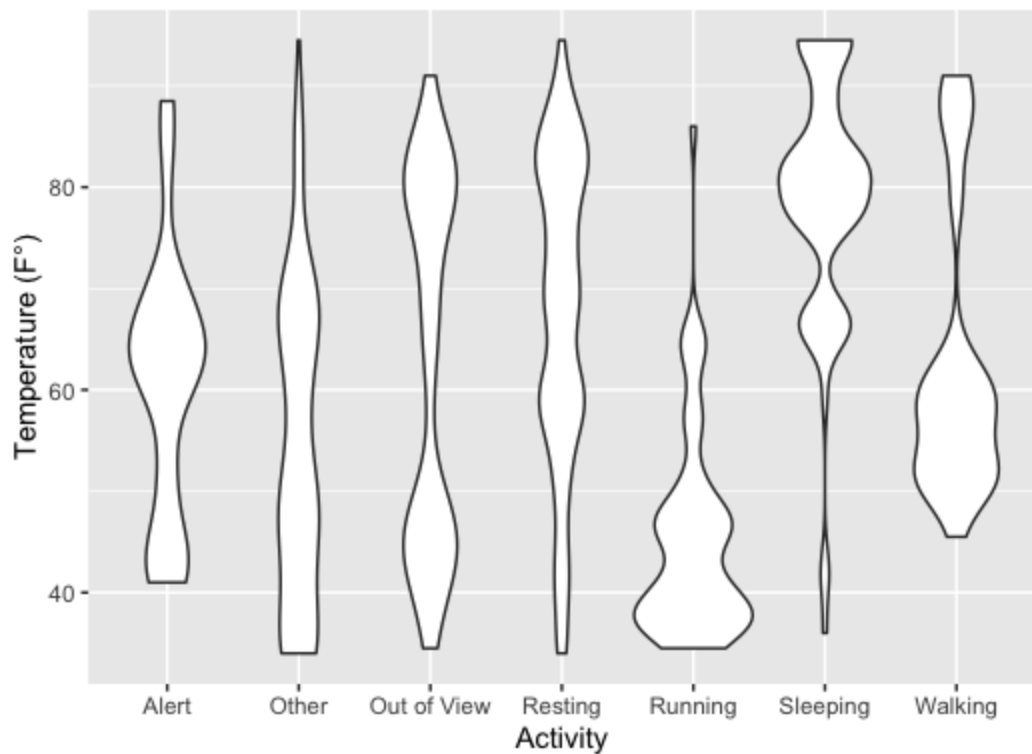 Temperature (F°)
80
60
40
Alert Other Out of View Resting Running Sleeping Walking
Activity